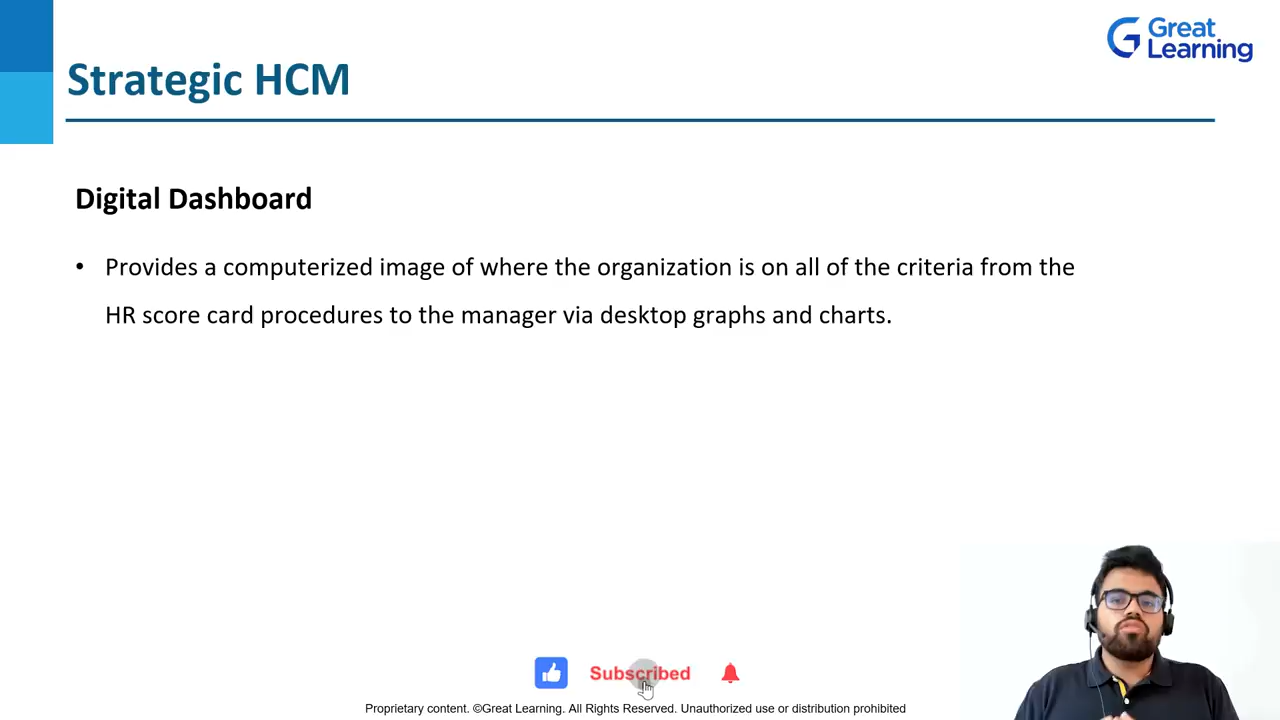 Great
Learning
Strategic HCM
Digital Dashboard
• Provides a computerized image of where the organization is on all of the criteria from the
HR score card procedures to the manager via desktop graphs and charts.
Subscribed
Proprietary content. ©Great Learning. All Rights Reserved. Unauthorized use or distribution prohibited